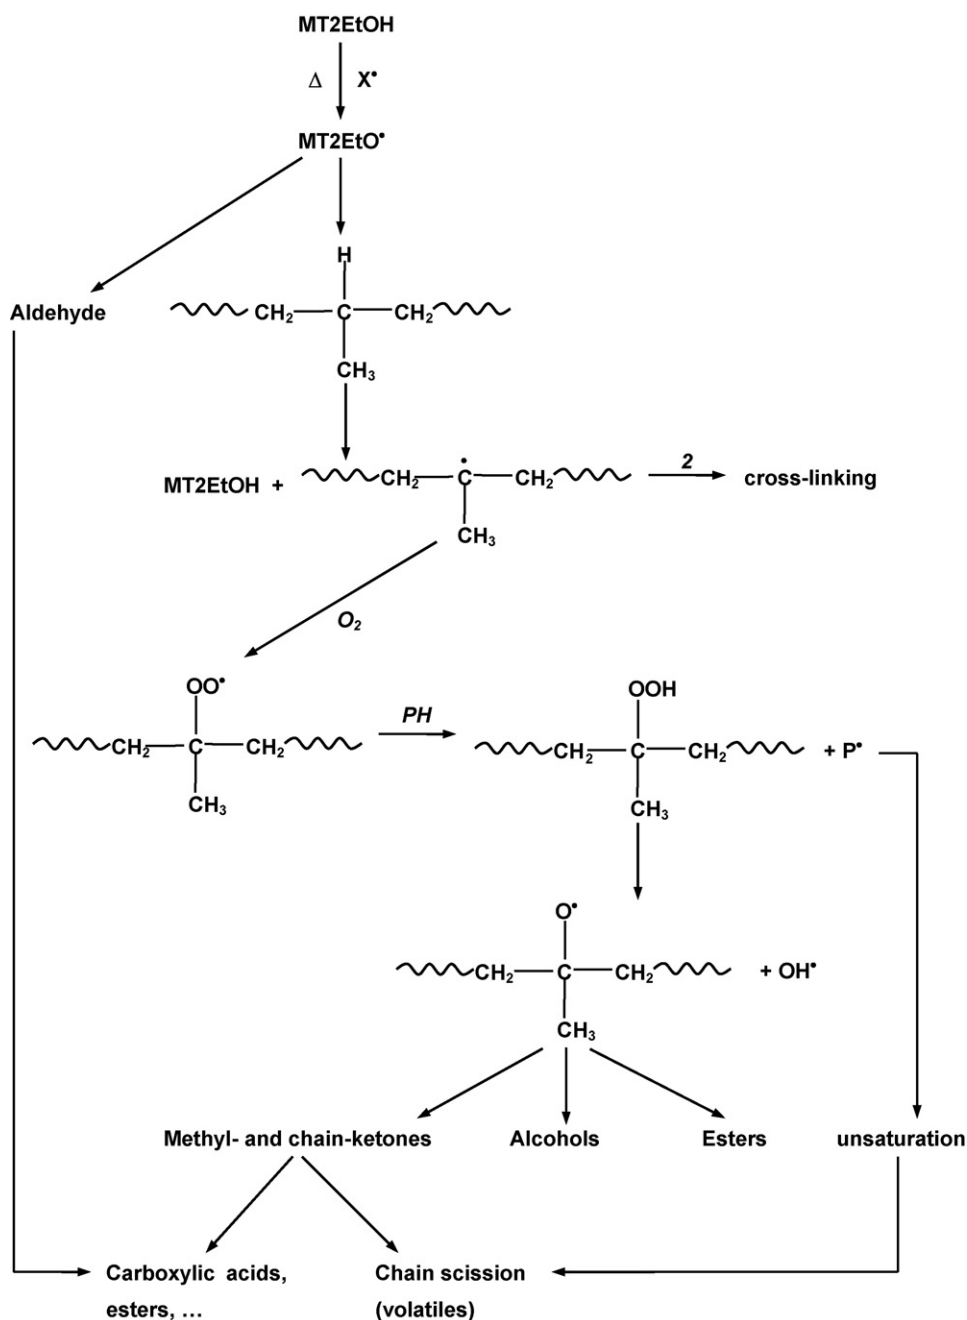 MT2EtOH
Δ X•
MT2EtO•
H
Aldehyde
CH₂—C—CH₂
CH₃
MT2EtOH + CH₂—C•—CH₂ 2 cross-linking
CH₃
O₂
OO•
OOH
PH
CH₂—C—CH₂
CH₂—C—CH₂ + P•
CH₃
CH₃
O•
CH₂—C—CH₂ + OH•
CH₃
Methyl- and chain-ketones Alcohols Esters unsaturation
Carboxylic acids, Chain scission
esters, … (volatiles)